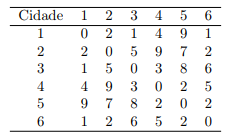 Cidade 1 2 3 4 5 6
1 0 2 1 4 9 1
2 2 0 5 9 7 2
3 1 5 0 3 8 6
4 4 9 3 0 2 5
5 9 7 8 2 0 2
6 1 2 6 5 2 0